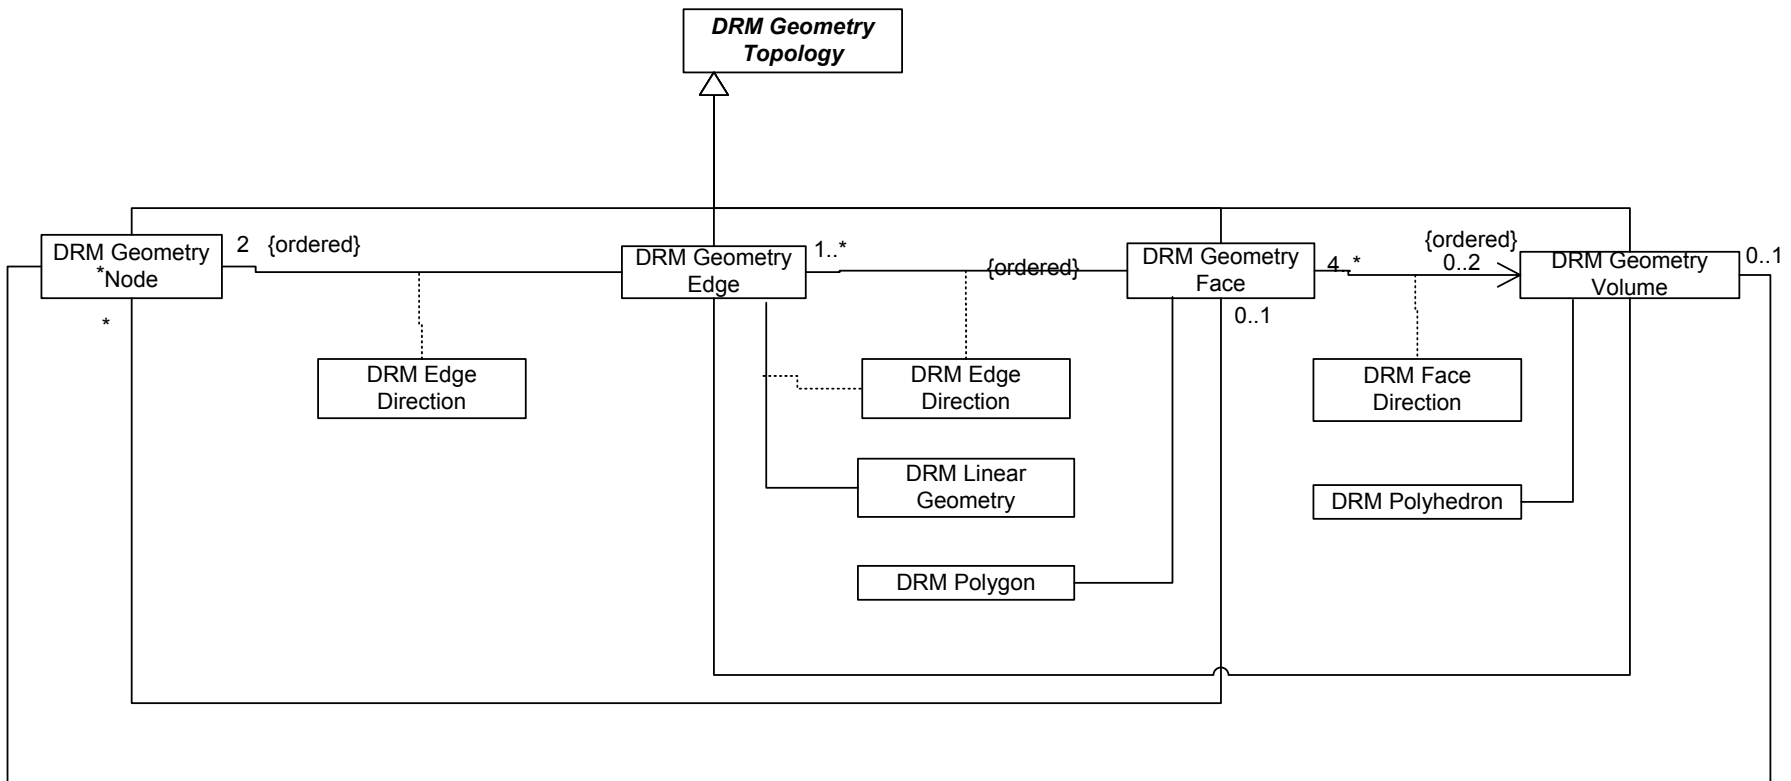 DRM Geometry
Topology
2 {ordered}
DRM Geometry
*Node
*
DRM Geometry
Edge
1..*
{ordered}
DRM Geometry
Face
0..1
4 *
{ordered}
0..2
DRM Geometry
Volume
0..1
DRM Edge
Direction
DRM Edge
Direction
DRM Face
Direction
DRM Linear
Geometry
DRM Polyhedron
DRM Polygon